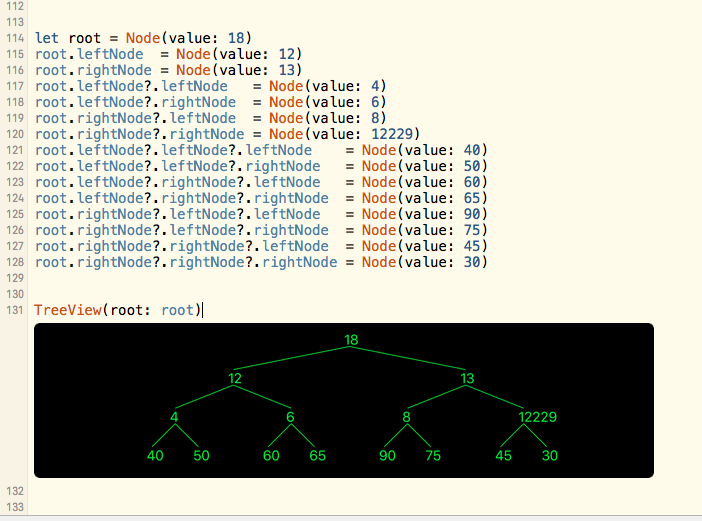 112
113
114 let root = Node(value: 18)
115 root.leftNode  = Node(value: 12)
116 root.rightNode = Node(value: 13)
117 root.leftNode?.leftNode   = Node(value: 4)
118 root.leftNode?.rightNode  = Node(value: 6)
119 root.rightNode?.leftNode  = Node(value: 8)
120 root.rightNode?.rightNode = Node(value: 12229)
121 root.leftNode?.leftNode?.leftNode    = Node(value: 40)
122 root.leftNode?.leftNode?.rightNode   = Node(value: 50)
123 root.leftNode?.rightNode?.leftNode   = Node(value: 60)
124 root.leftNode?.rightNode?.rightNode  = Node(value: 65)
125 root.rightNode?.leftNode?.leftNode   = Node(value: 90)
126 root.rightNode?.leftNode?.rightNode  = Node(value: 75)
127 root.rightNode?.rightNode?.leftNode  = Node(value: 45)
128 root.rightNode?.rightNode?.rightNode = Node(value: 30)
129
130
131 TreeView(root: root)
18
12 13
4 6 8 12229
40 50 60 65 90 75 45 30
132
133